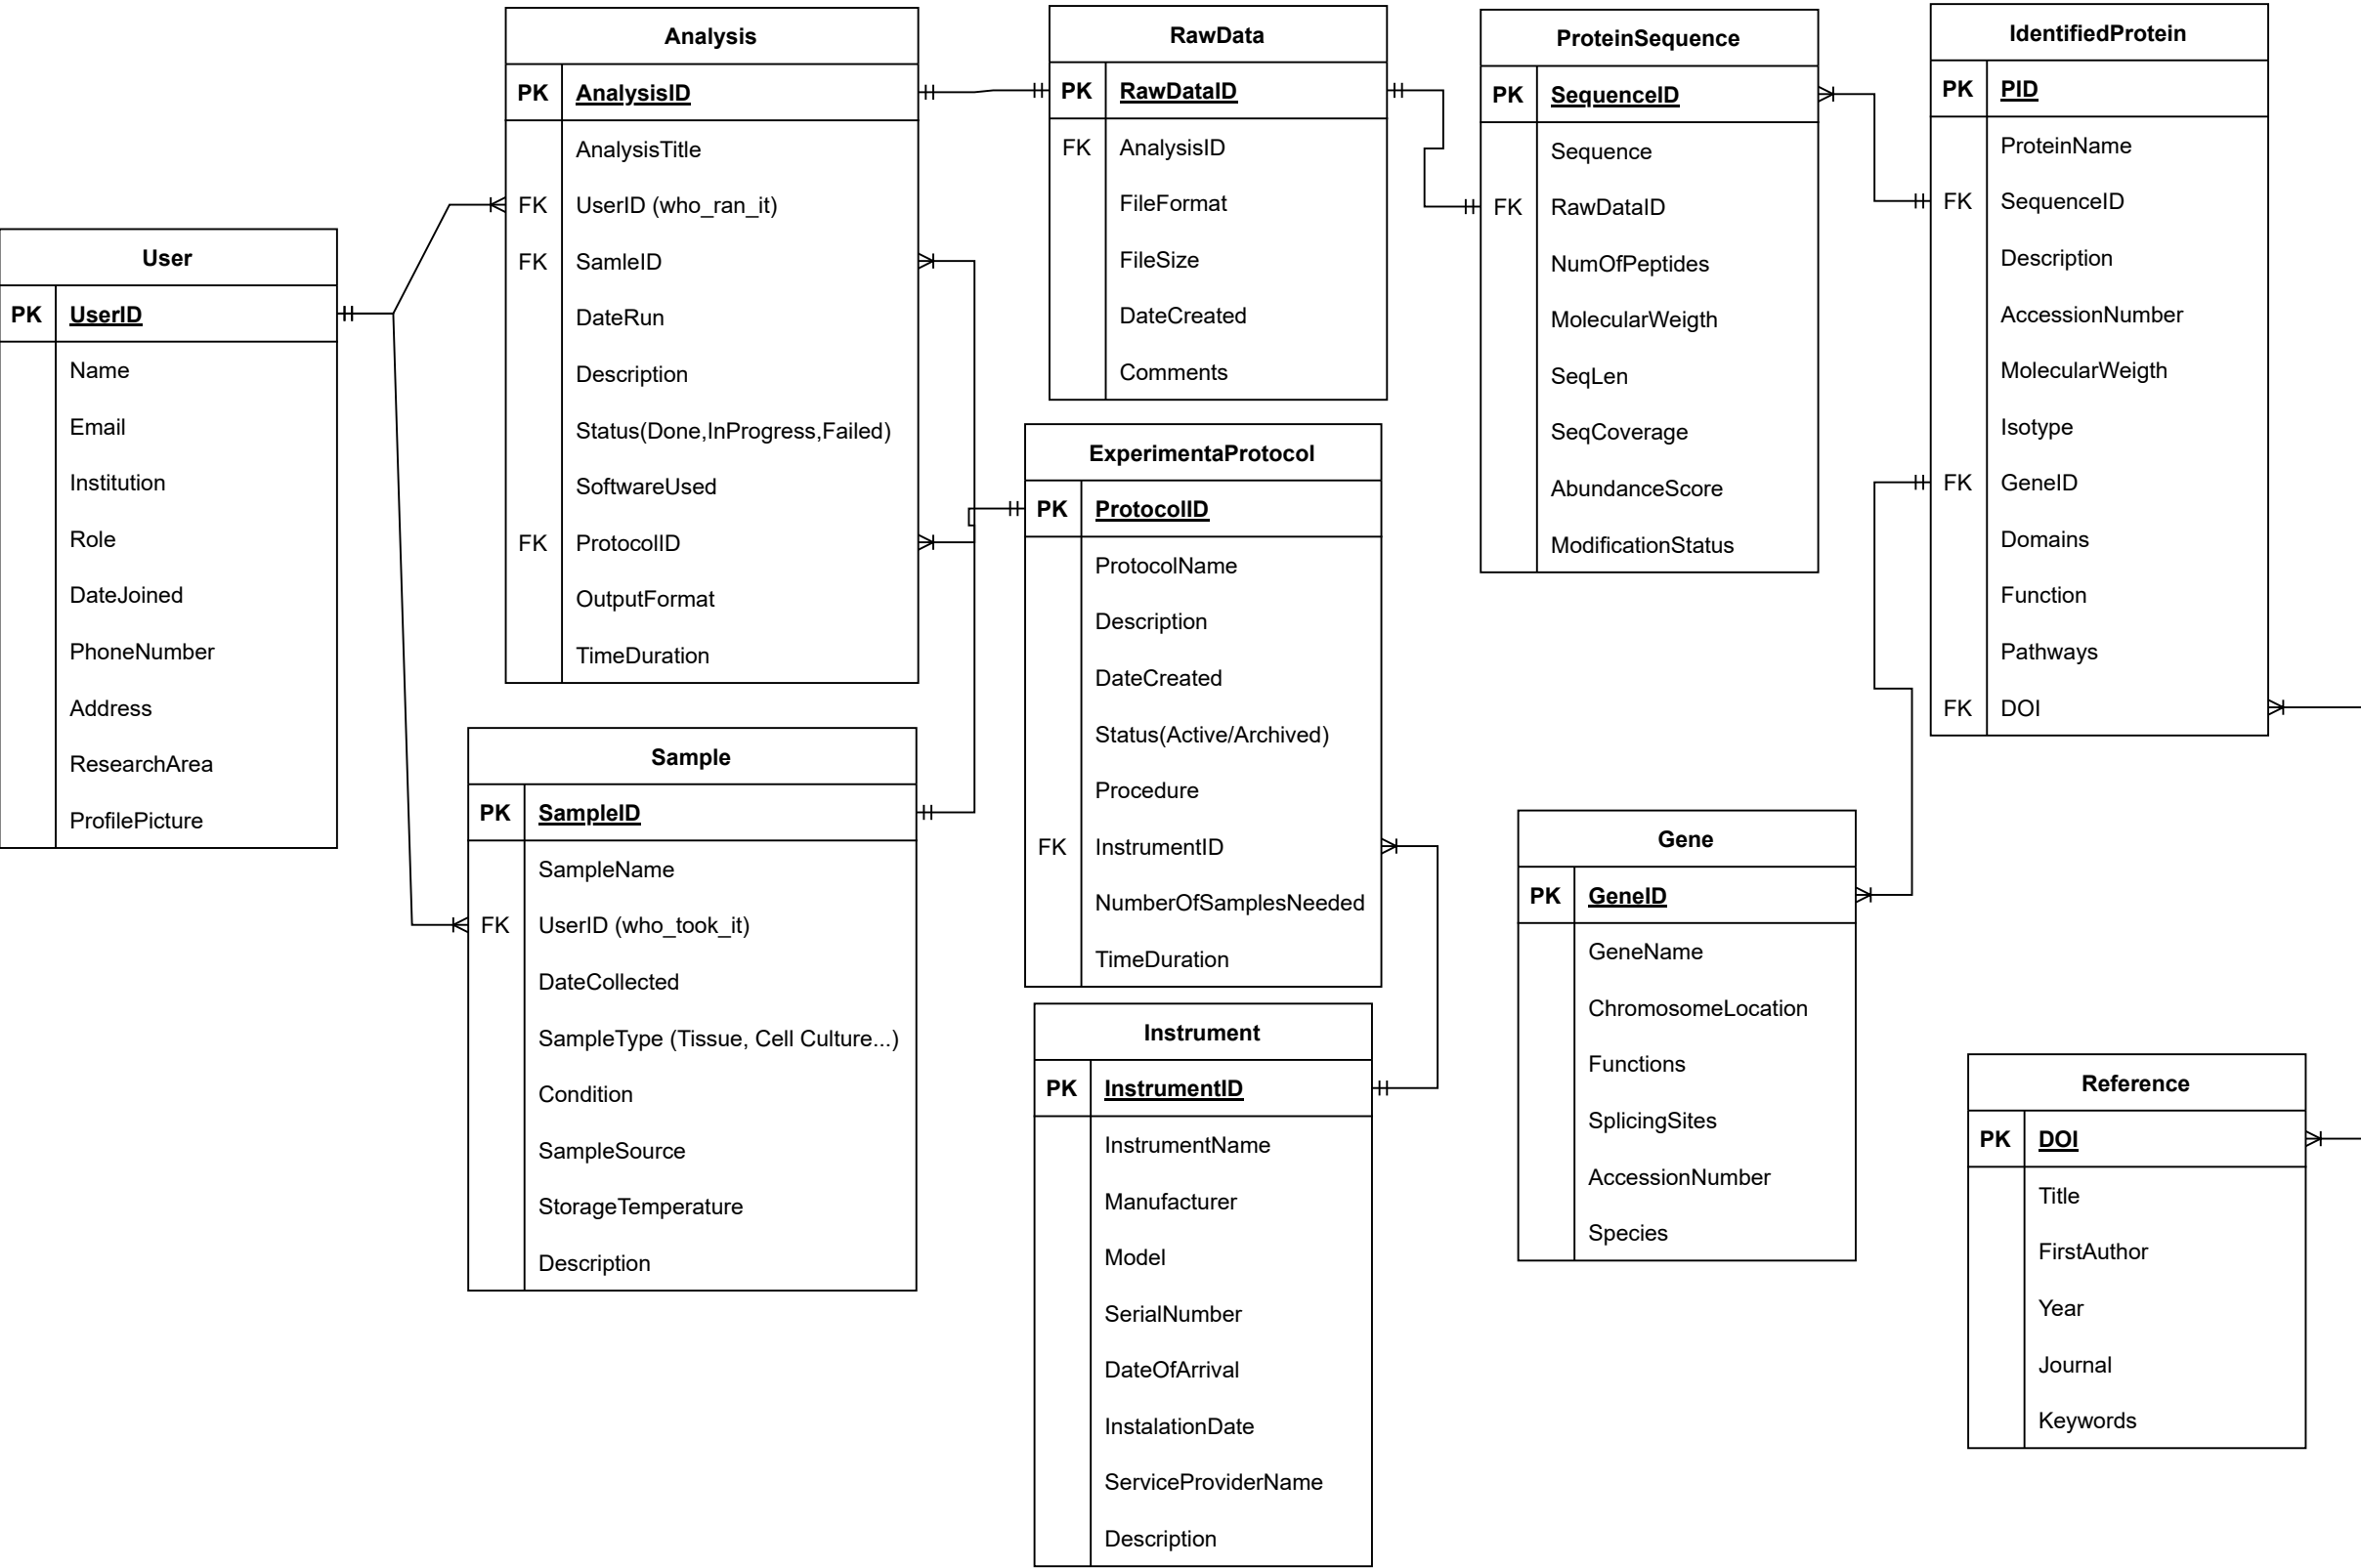 User
PK UserID
Name
Email
Institution
Role
DateJoined
PhoneNumber
Address
ResearchArea
ProfilePicture
Analysis
PK AnalysisID
AnalysisTitle
FK UserID (who_ran_it)
FK SamleID
DateRun
Description
Status(Done,InProgress,Failed)
SoftwareUsed
FK ProtocolID
OutputFormat
TimeDuration
Sample
PK SampleID
SampleName
FK UserID (who_took_it)
DateCollected
SampleType (Tissue, Cell Culture...)
Condition
SampleSource
StorageTemperature
Description
RawData
PK RawDataID
FK AnalysisID
FileFormat
FileSize
DateCreated
Comments
ExperimentaProtocol
PK ProtocolID
ProtocolName
Description
DateCreated
Status(Active/Archived)
Procedure
FK InstrumentID
NumberOfSamplesNeeded
TimeDuration
Instrument
PK InstrumentID
InstrumentName
Manufacturer
Model
SerialNumber
DateOfArrival
InstalationDate
ServiceProviderName
Description
ProteinSequence
PK SequenceID
Sequence
FK RawDataID
NumOfPeptides
MolecularWeigth
SeqLen
SeqCoverage
AbundanceScore
ModificationStatus
Gene
PK GeneID
GeneName
ChromosomeLocation
Functions
SplicingSites
AccessionNumber
Species
IdentifiedProtein
PK PID
ProteinName
FK SequenceID
Description
AccessionNumber
MolecularWeigth
Isotype
FK GeneID
Domains
Function
Pathways
FK DOI
Reference
PK DOI
Title
FirstAuthor
Year
Journal
Keywords